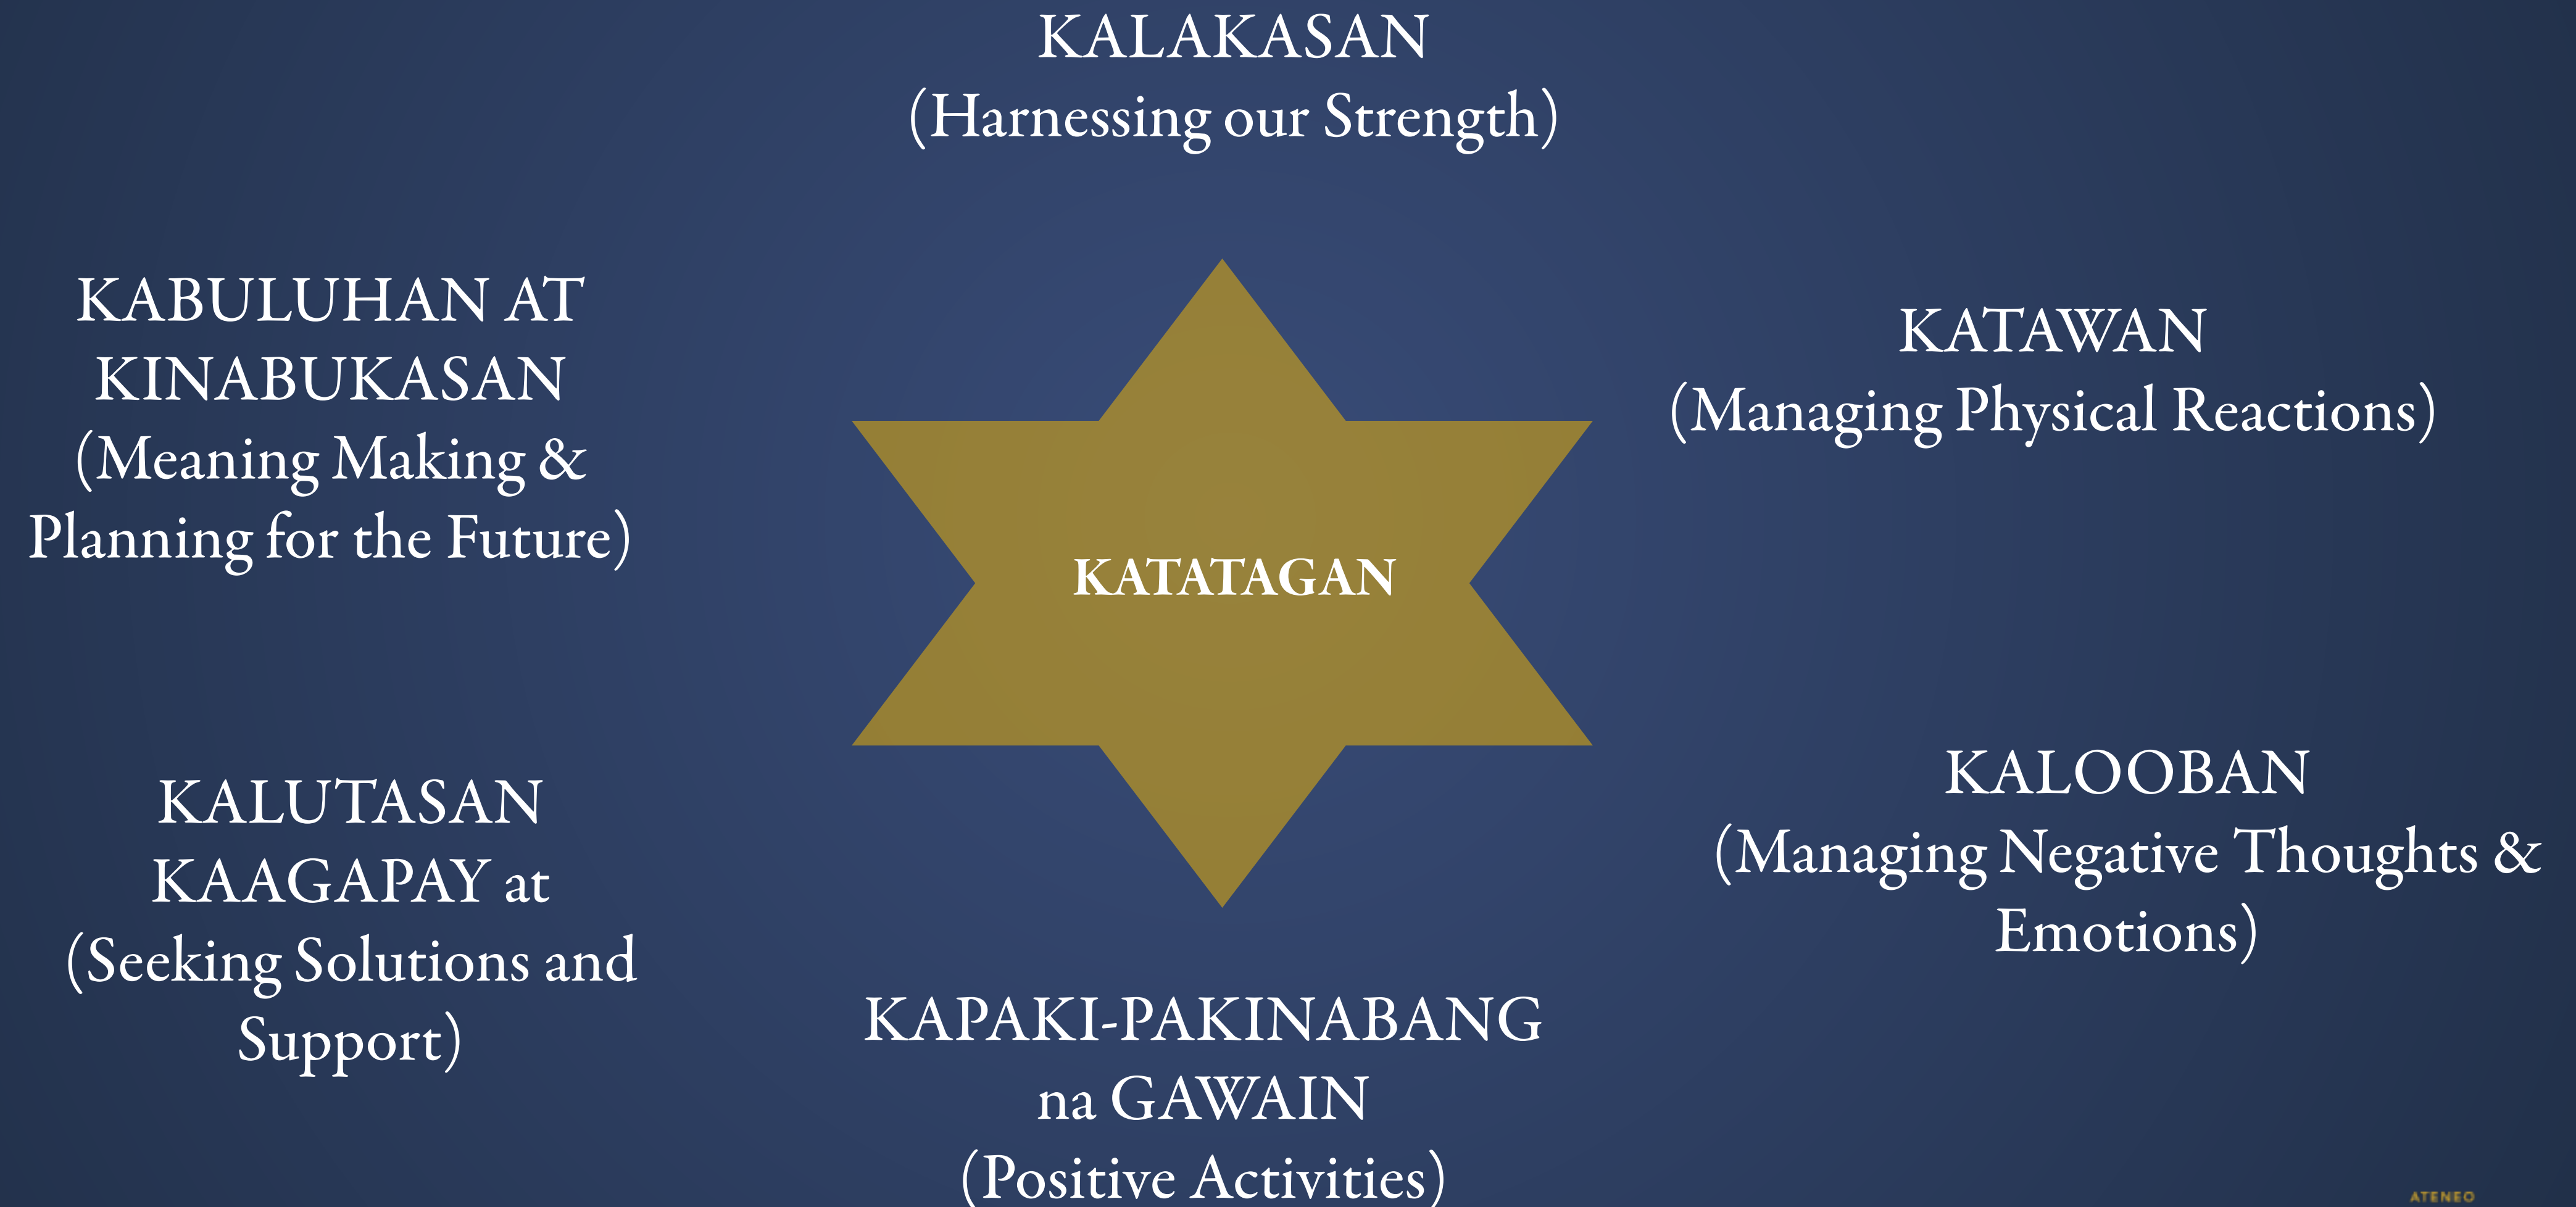 KALAKASAN
(Harnessing our Strength)
KABULUHAN AT
KINABUKASAN
(Meaning Making &
Planning for the Future)
KATAWAN
(Managing Physical Reactions)
KATATAGAN
KALUTASAN
KAAGAPAY at
(Seeking Solutions and
Support)
KALOOBAN
(Managing Negative Thoughts &
Emotions)
KAPAKI-PAKINABANG
na GAWAIN
(Positive Activities)
ATENEO